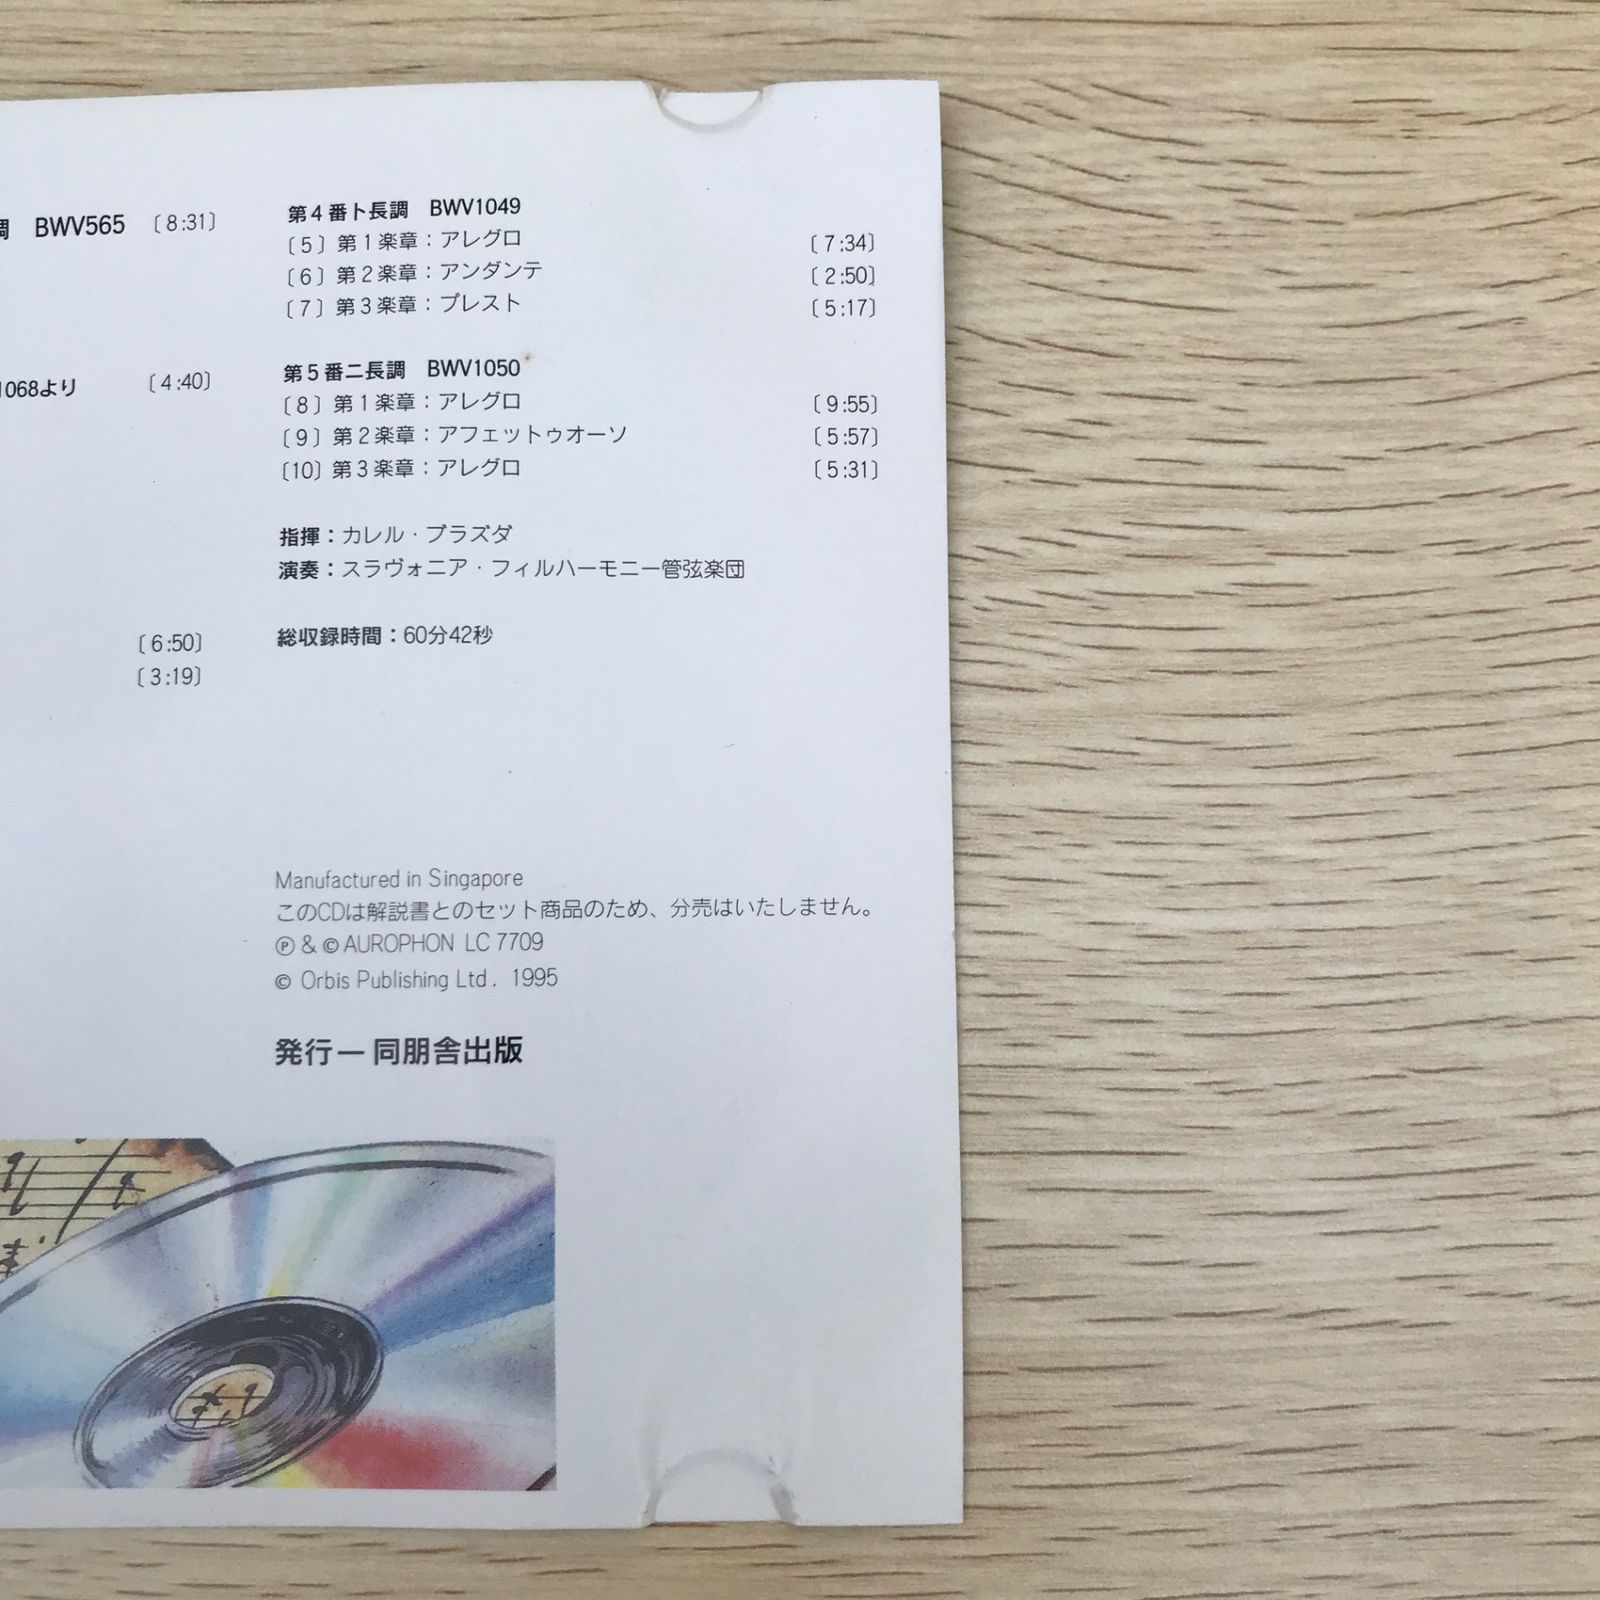 調 BWV565 〔8:31〕
1068より 〔4:40〕
〔6:50〕
〔3:19〕
第4番ト長調 BWV1049
〔5〕第1楽章：アレグロ 〔7:34〕
〔6〕第2楽章：アンダンテ 〔2:50〕
〔7〕第3楽章：プレスト 〔5:17〕
第5番ニ長調 BWV1050
〔8〕第1楽章：アレグロ 〔9:55〕
〔9〕第2楽章：アフェットゥオーソ 〔5:57〕
〔10〕第3楽章：アレグロ 〔5:31〕
指揮：カレル・ブラズダ
演奏：スラヴォニア・フィルハーモニー管弦楽団
総収録時間：60分42秒
Manufactured in Singapore
このCDは解説書とのセット商品のため、分売はいたしません。
Ⓟ & © AUROPHON LC 7709
© Orbis Publishing Ltd. 1995
発行―同朋舎出版